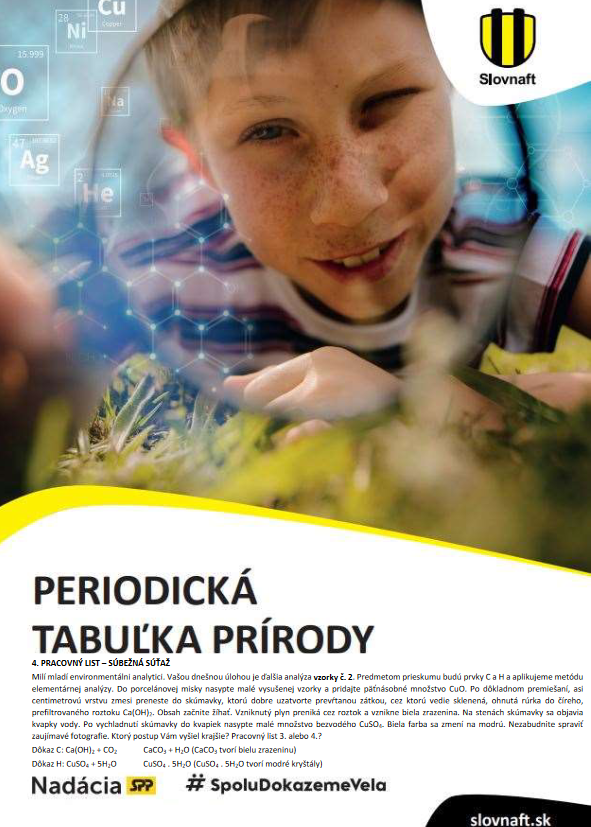 Cu
Copper
28
Ni
15.999
O
Oxygen
Na
47
Ag
2
He
Slovnaft
PERIODICKÁ
TABUĽKA PRÍRODY
4. PRACOVNÝ LIST – SÚBEŽNÁ SÚŤAŽ
Milí mladí environmentálni analytici. Vašou dnešnou úlohou je ďalšia analýza vzorky č. 2. Predmetom prieskumu budú prvky C a H a aplikujeme metódu
elementárnej analýzy. Do porcelánovej misky nasypte malé vysušenej vzorky a pridajte päťnásobné množstvo CuO. Po dôkladnom premiešaní, asi
centimetrovú vrstvu zmesi preneste do skúmavky, ktorú dobre uzatvorte prevŕtanou zátkou, cez ktorú vedie sklenená, ohnutá rúrka do číreho,
prefiltrovaného roztoku Ca(OH)₂. Obsah začnite žíhať. Vzniknutý plyn preniká cez roztok a vznikne biela zrazenina. Na stenách skúmavky sa objavia
kvapky vody. Po vychladnutí skúmavky do kvapiek nasypte malé množstvo bezvodého CuSO₄. Biela farba sa zmení na modrú. Nezabudnite spraviť
zaujímavé fotografie. Ktorý postup Vám vyšiel krajšie? Pracovný list 3. alebo 4.?
Dôkaz C: Ca(OH)₂ + CO₂ CaCO₃ + H₂O (CaCO₃ tvorí bielu zrazeninu)
Dôkaz H: CuSO₄ + 5H₂O CuSO₄ . 5H₂O (CuSO₄ . 5H₂O tvorí modré kryštály)
Nadácia SPP # SpoluDokazemeVela
slovnaft.sk